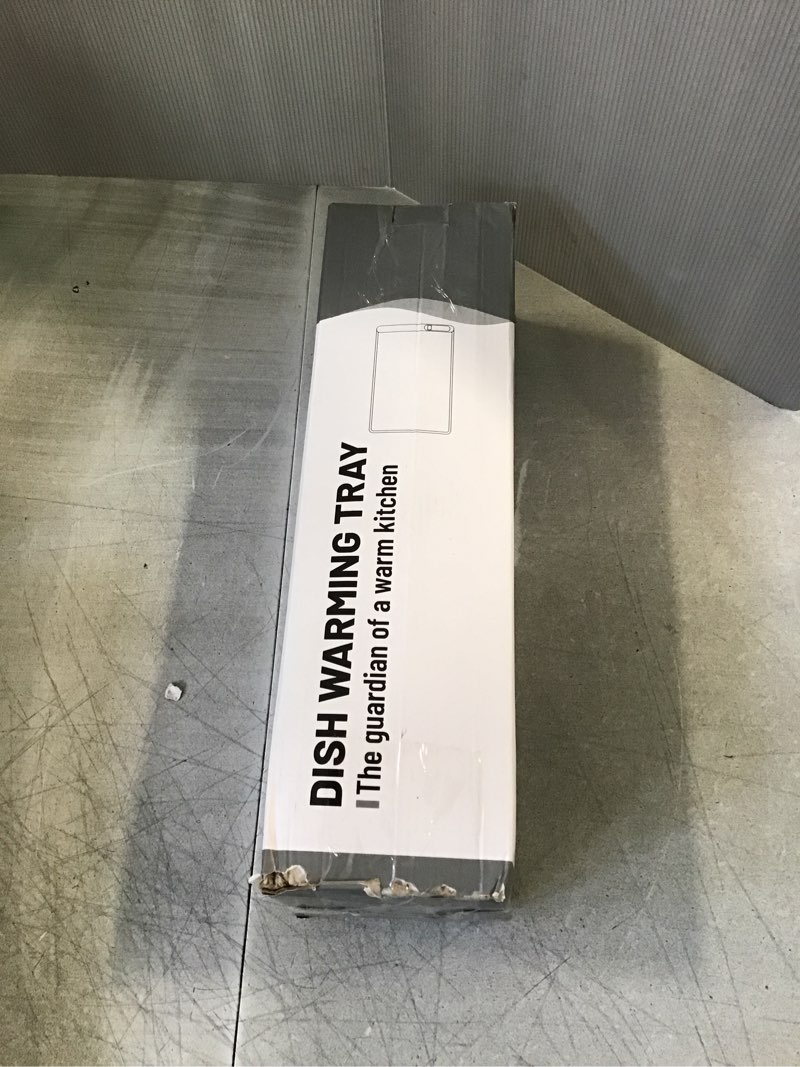 DISH WARMING TRAY
The guardian of a warm kitchen